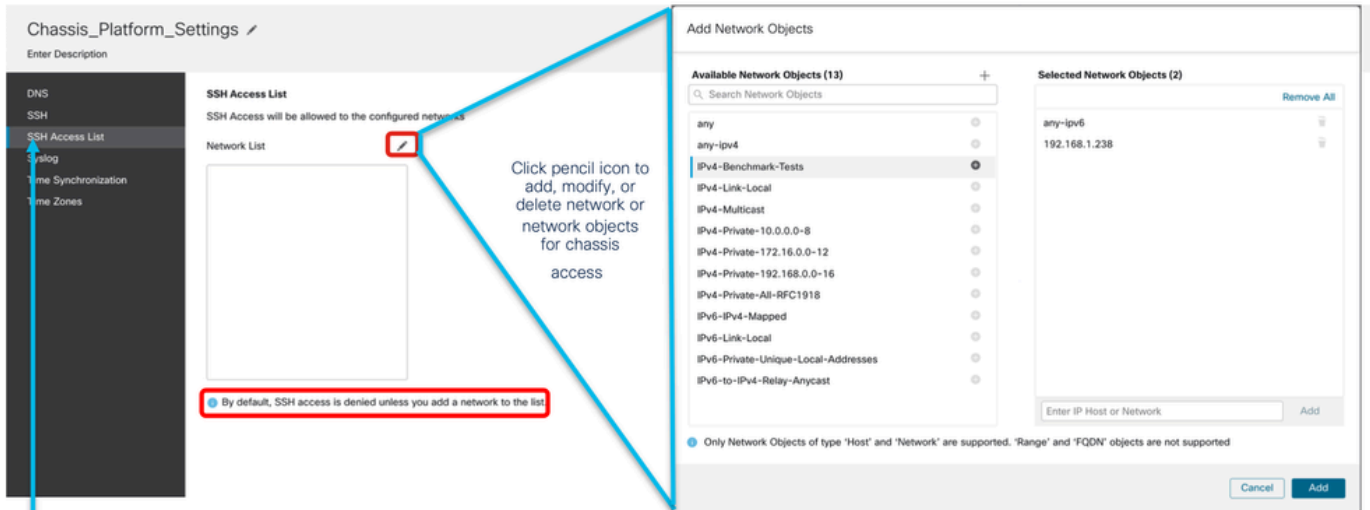 Chassis_Platform_Settings
Enter Description
DNS
SSH
SSH Access List
Syslog
Time Synchronization
Time Zones
SSH Access List
SSH Access will be allowed to the configured networks
Network List
By default, SSH access is denied unless you add a network to the list.
Click pencil icon to
add, modify, or
delete network or
network objects
for chassis
access
Add Network Objects
Available Network Objects (13)
Search Network Objects
any
any-ipv4
IPv4-Benchmark-Tests
IPv4-Link-Local
IPv4-Multicast
IPv4-Private-10.0.0.0-8
IPv4-Private-172.16.0.0-12
IPv4-Private-192.168.0.0-16
IPv4-Private-All-RFC1918
IPv6-IPv4-Mapped
IPv6-Link-Local
IPv6-Private-Unique-Local-Addresses
IPv6-to-IPv4-Relay-Anycast
Selected Network Objects (2)
Remove All
any-ipv6
192.168.1.238
Enter IP Host or Network
Add
Only Network Objects of type 'Host' and 'Network' are supported. 'Range' and 'FQDN' objects are not supported
Cancel
Add